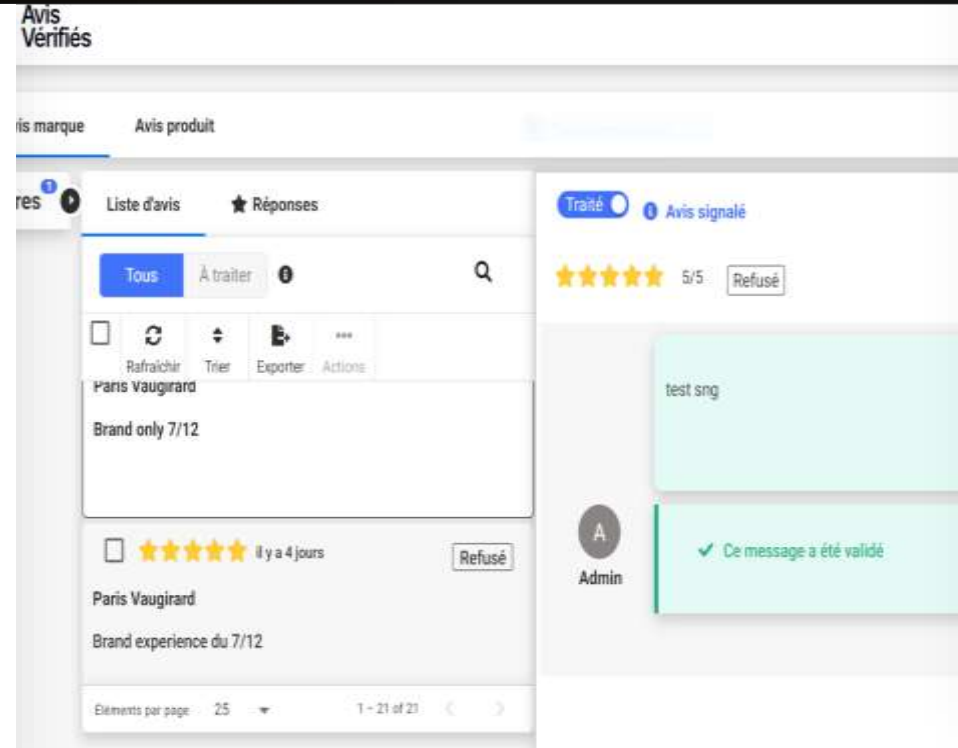 Avis
Vérifiés
is marque Avis produit
res 1
Liste d'avis Réponses
Tous À traiter
Rafraîchir Trier Exporter Actions
Paris Vaugirard
Brand only 7/12
il y a 4 jours Refusé
Paris Vaugirard
Brand experience du 7/12
Éléments par page 25 1 - 21 of 21
Traité Avis signalé
5/5 Refusé
test sng
A
Admin
Ce message a été validé